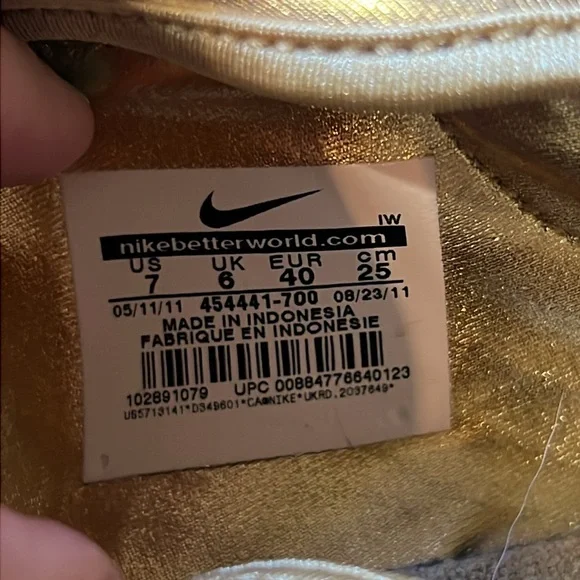 IW
nikebetterworld.com
US UK EUR cm
7 6 40 25
05/11/11 454441-700 08/23/11
MADE IN INDONESIA
FABRIQUE EN INDONESIE
102891079 UPC 00884776640123
US5713141*D349601*CA■NIKE*UKRD.2037649*